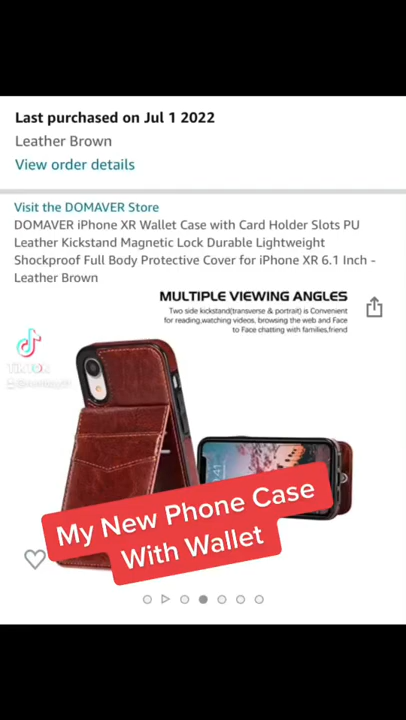 Last purchased on Jul 1 2022
Leather Brown
View order details
Visit the DOMAVER Store
DOMAVER iPhone XR Wallet Case with Card Holder Slots PU
Leather Kickstand Magnetic Lock Durable Lightweight
Shockproof Full Body Protective Cover for iPhone XR 6.1 Inch -
Leather Brown
MULTIPLE VIEWING ANGLES
Two side kickstand(transverse & portrait) is Convenient
for reading,watching videos, browsing the web and Face
to Face chatting with families,friend
TikTok
My New Phone Case
With Wallet